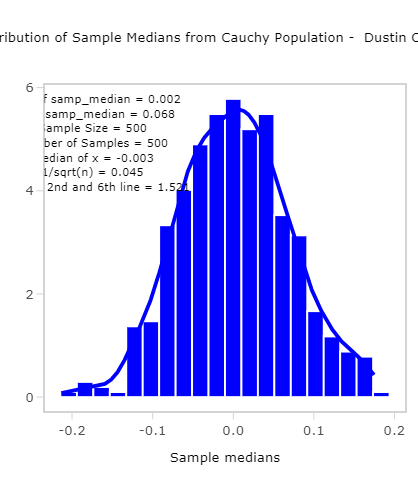 ribution of Sample Medians from Cauchy Population - Dustin
samp_median = 0.002
samp_median = 0.068
ample Size = 500
ber of Samples = 500
edian of x = -0.003
1/sqrt(n) = 0.045
2nd and 6th line = 1.521
6
4
2
0
-0.2 -0.1 0.0 0.1 0.2
Sample medians